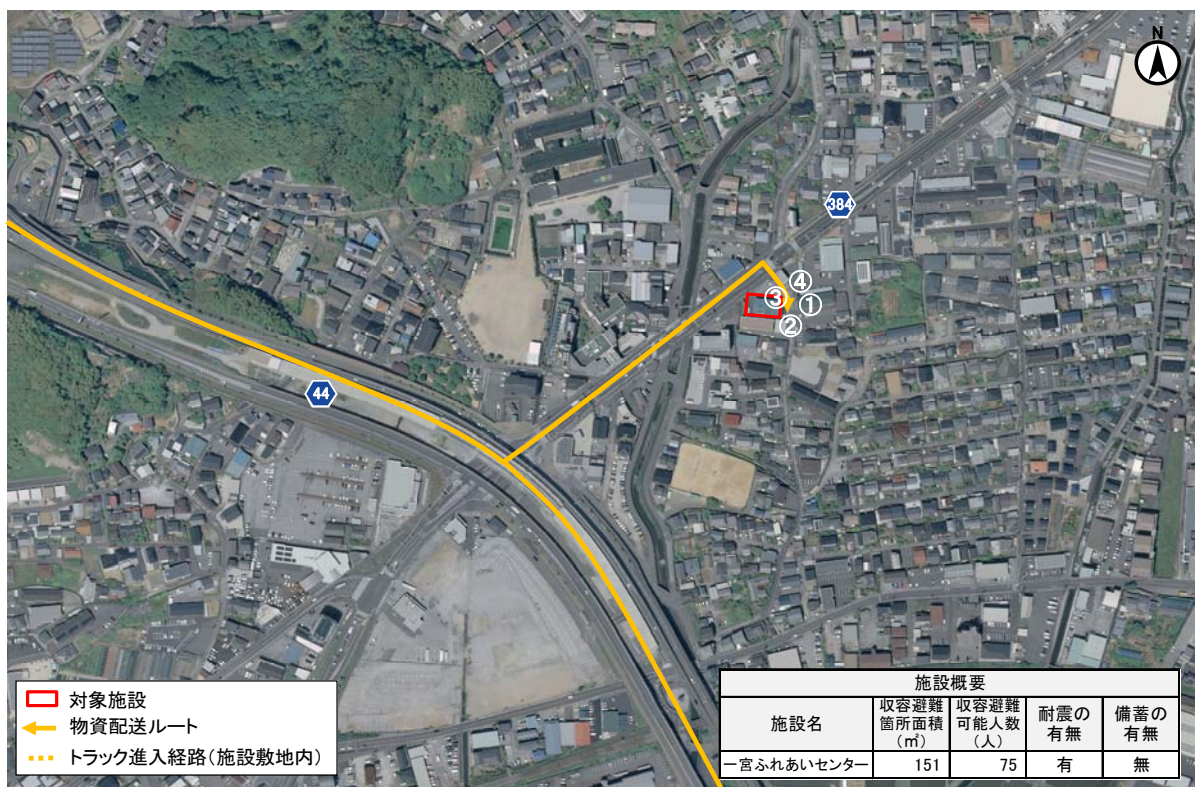 N
384
④
③
①
②
44
対象施設
物資配送ルート
トラック進入経路(施設敷地内)
施設概要
施設名
収容避難
箇所面積
(㎡)
収容避難
可能人数
(人)
耐震の
有無
備蓄の
有無
一宮ふれあいセンター 151 75 有 無